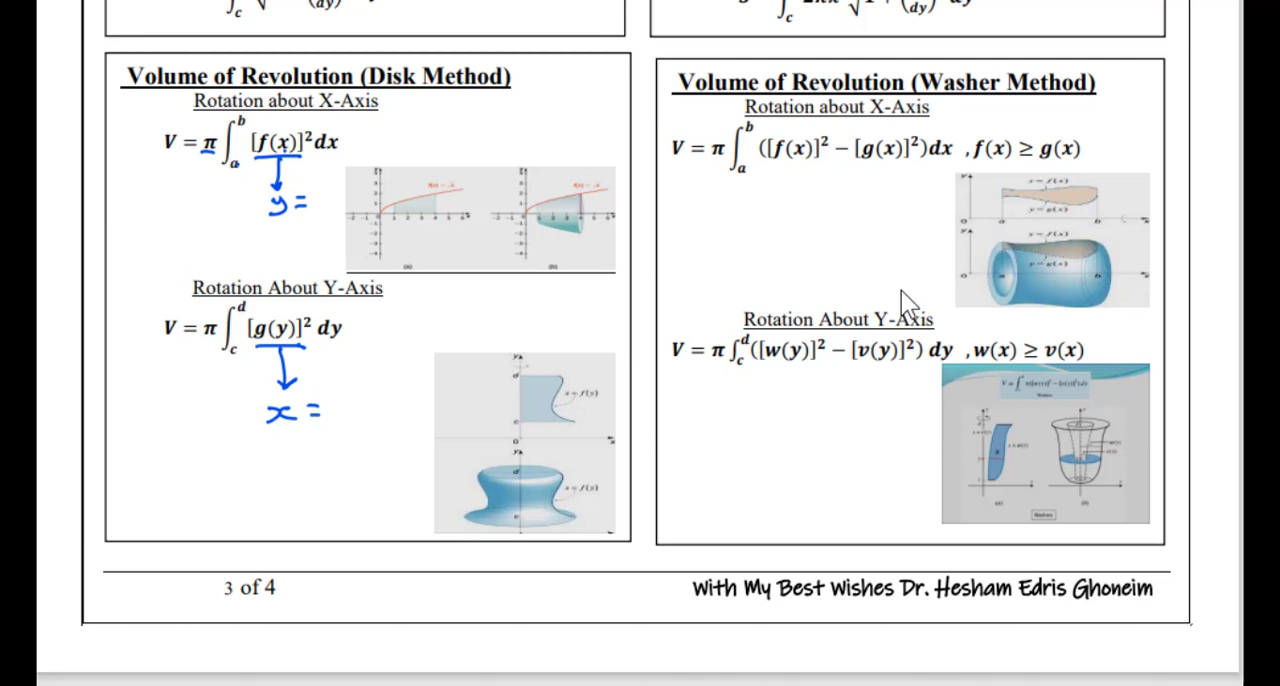 Volume of Revolution (Disk Method)
Rotation about X-Axis
V = π ∫_a^b [f(x)]² dx
y =
Rotation About Y-Axis
V = π ∫_c^d [g(y)]² dy
x =
Volume of Revolution (Washer Method)
Rotation about X-Axis
V = π ∫_a^b ([f(x)]² − [g(x)]²)dx , f(x) ≥ g(x)
Rotation About Y-Axis
V = π ∫_c^d ([w(y)]² − [v(y)]²) dy , w(x) ≥ v(x)
3 of 4
With My Best Wishes Dr. Hesham Edris Ghoneim